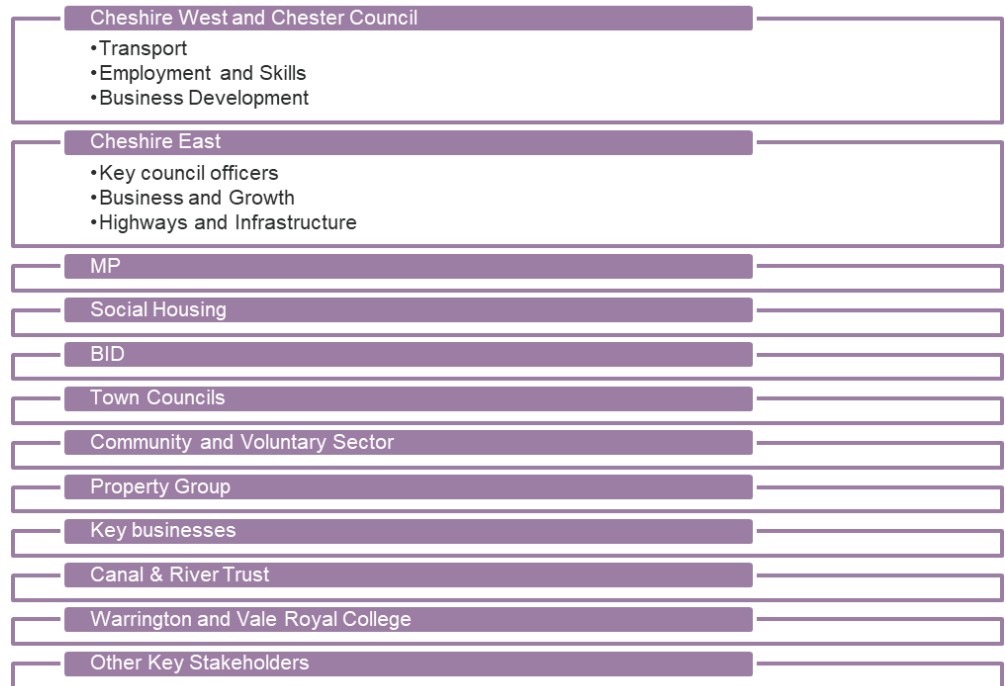 Cheshire West and Chester Council
•Transport
•Employment and Skills
•Business Development
Cheshire East
•Key council officers
•Business and Growth
•Highways and Infrastructure
MP
Social Housing
BID
Town Councils
Community and Voluntary Sector
Property Group
Key businesses
Canal & River Trust
Warrington and Vale Royal College
Other Key Stakeholders